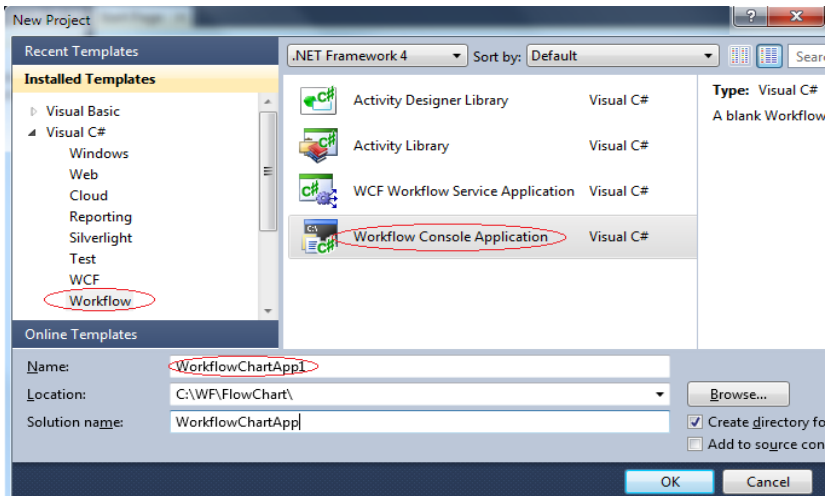 New Project
Recent Templates
.NET Framework 4 Sort by: Default
Installed Templates
Visual Basic
Visual C#
Windows
Web
Cloud
Reporting
Silverlight
Test
WCF
Workflow
Online Templates
Activity Designer Library Visual C#
Activity Library Visual C#
WCF Workflow Service Application Visual C#
Workflow Console Application Visual C#
Type: Visual C#
A blank Workflow
Name: WorkflowChartApp1
Location: C:\WF\FlowChart\ Browse...
Solution name: WorkflowChartApp
Create directory fo
Add to source con
OK Cancel